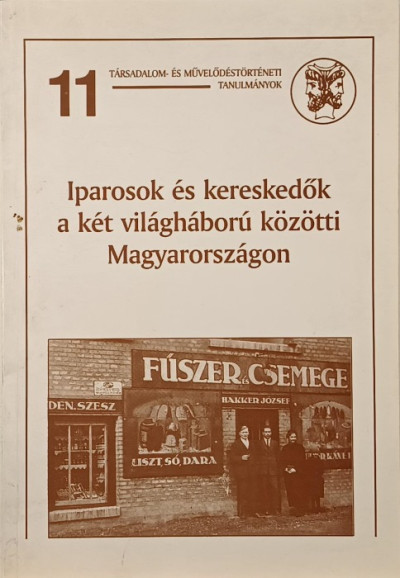 11
TÁRSADALOM- ÉS MŰVELŐDÉSTÖRTÉNETI
TANULMÁNYOK
Iparosok és kereskedők
a két világháború közötti
Magyarországon
FŰSZER ÉS CSEMEGE
BAKKER JÓZSEF
DEN. SZESZ
LISZT, SÓ, DARA